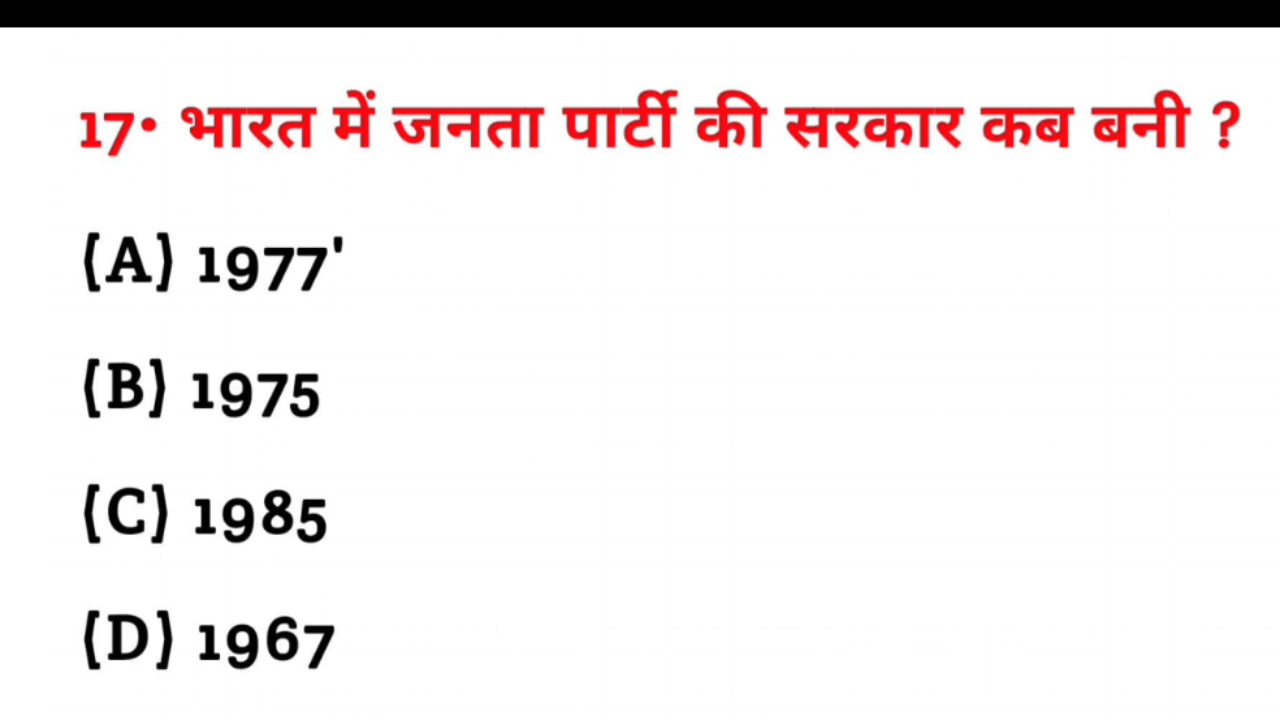 17• भारत में जनता पार्टी की सरकार कब बनी ?
(A) 1977'
(B) 1975
(C) 1985
(D) 1967